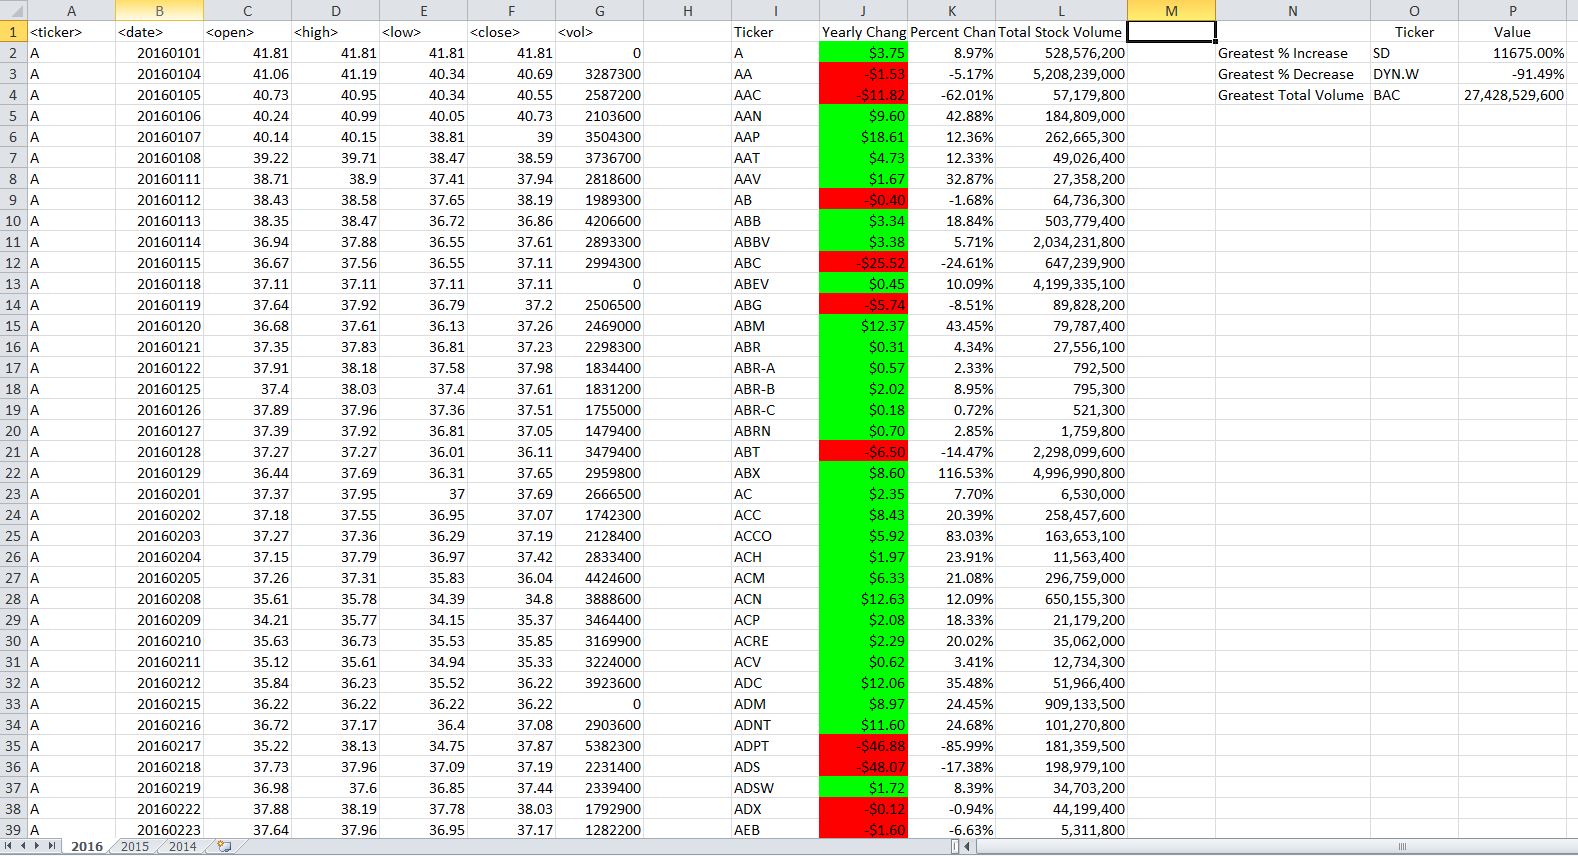 A B C D E F G H I J K L M N O P
1 <ticker> <date> <open> <high> <low> <close> <vol> Ticker Yearly Chang Percent Chan Total Stock Volume Ticker Value
2 A 20160101 41.81 41.81 41.81 41.81 0 A $3.75 8.97% 528,576,200 Greatest % Increase SD 11675.00%
3 A 20160104 41.06 41.19 40.34 40.69 3287300 AA -$1.53 -5.17% 5,208,239,000 Greatest % Decrease DYN.W -91.49%
4 A 20160105 40.73 40.95 40.34 40.55 2587200 AAC -$11.82 -62.01% 57,179,800 Greatest Total Volume BAC 27,428,529,600
5 A 20160106 40.24 40.99 40.05 40.73 2103600 AAN $9.60 42.88% 184,809,000
6 A 20160107 40.14 40.15 38.81 39 3504300 AAP $18.61 12.36% 262,665,300
7 A 20160108 39.22 39.71 38.47 38.59 3736700 AAT $4.73 12.33% 49,026,400
8 A 20160111 38.71 38.9 37.41 37.94 2818600 AAV $1.67 32.87% 27,358,200
9 A 20160112 38.43 38.58 37.65 38.19 1989300 AB -$0.40 -1.68% 64,736,300
10 A 20160113 38.35 38.47 36.72 36.86 4206600 ABB $3.34 18.84% 503,779,400
11 A 20160114 36.94 37.88 36.55 37.61 2893300 ABBV $3.38 5.71% 2,034,231,800
12 A 20160115 36.67 37.56 36.55 37.11 2994300 ABC -$25.52 -24.61% 647,239,900
13 A 20160118 37.11 37.11 37.11 37.11 0 ABEV $0.45 10.09% 4,199,335,100
14 A 20160119 37.64 37.92 36.79 37.2 2506500 ABG -$5.74 -8.51% 89,828,200
15 A 20160120 36.68 37.61 36.13 37.26 2469000 ABM $12.37 43.45% 79,787,400
16 A 20160121 37.35 37.83 36.81 37.23 2298300 ABR $0.31 4.34% 27,556,100
17 A 20160122 37.91 38.18 37.58 37.98 1834400 ABR-A $0.57 2.33% 792,500
18 A 20160125 37.4 38.03 37.4 37.61 1831200 ABR-B $2.02 8.95% 795,300
19 A 20160126 37.89 37.96 37.36 37.51 1755000 ABR-C $0.18 0.72% 521,300
20 A 20160127 37.39 37.92 36.81 37.05 1479400 ABRN $0.70 2.85% 1,759,800
21 A 20160128 37.27 37.27 36.01 36.11 3479400 ABT -$6.50 -14.47% 2,298,099,600
22 A 20160129 36.44 37.69 36.31 37.65 2959800 ABX $8.60 116.53% 4,996,990,800
23 A 20160201 37.37 37.95 37 37.69 2666500 AC $2.35 7.70% 6,530,000
24 A 20160202 37.18 37.55 36.95 37.07 1742300 ACC $8.43 20.39% 258,457,600
25 A 20160203 37.27 37.36 36.29 37.19 2128400 ACCO $5.92 83.03% 163,653,100
26 A 20160204 37.15 37.79 36.97 37.42 2833400 ACH $1.97 23.91% 11,563,400
27 A 20160205 37.26 37.31 35.83 36.04 4424600 ACM $6.33 21.08% 296,759,000
28 A 20160208 35.61 35.78 34.39 34.8 3888600 ACN $12.63 12.09% 650,155,300
29 A 20160209 34.21 35.77 34.15 35.37 3464400 ACP $2.08 18.33% 21,179,200
30 A 20160210 35.63 36.73 35.53 35.85 3169900 ACRE $2.29 20.02% 35,062,000
31 A 20160211 35.12 35.61 34.94 35.33 3224000 ACV $0.62 3.41% 12,734,300
32 A 20160212 35.84 36.23 35.52 36.22 3923600 ADC $12.06 35.48% 51,966,400
33 A 20160215 36.22 36.22 36.22 36.22 0 ADM $8.97 24.45% 909,133,500
34 A 20160216 36.72 37.17 36.4 37.08 2903600 ADNT $11.60 24.68% 101,270,800
35 A 20160217 35.22 38.13 34.75 37.87 5382300 ADPT -$46.88 -85.99% 181,359,500
36 A 20160218 37.73 37.96 37.09 37.19 2231400 ADS -$48.07 -17.38% 198,979,100
37 A 20160219 36.98 37.6 36.85 37.44 2339400 ADSW $1.72 8.39% 34,703,200
38 A 20160222 37.88 38.19 37.78 38.03 1792900 ADX -$0.12 -0.94% 44,199,400
39 A 20160223 37.64 37.96 36.95 37.17 1282200 AEB -$1.60 -6.63% 5,311,800
2016 2015 2014